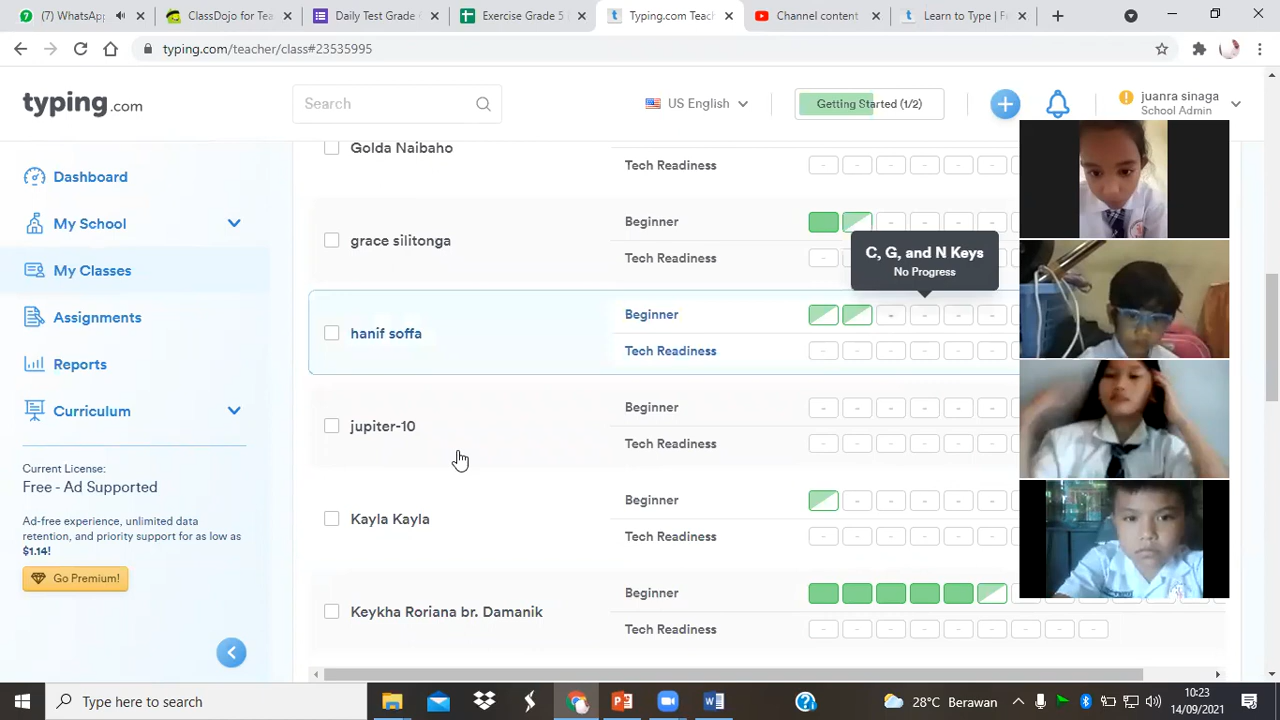 WhatsApp
ClassDojo for Tea
Daily Test Grade
Exercise Grade 5
Typing.com Teach
Channel content
Learn to Type | F
typing.com/teacher/class#23535995
typing.com
Search
US English
Getting Started (1/2)
juanra sinaga
School Admin
Dashboard
My School
My Classes
Assignments
Reports
Curriculum
Current License:
Free - Ad Supported
Ad-free experience, unlimited data
retention, and priority support for as low as
$1.14!
Go Premium!
Golda Naibaho
Tech Readiness
grace silitonga
Beginner
Tech Readiness
C, G, and N Keys
No Progress
hanif soffa
Beginner
Tech Readiness
jupiter-10
Beginner
Tech Readiness
Kayla Kayla
Beginner
Tech Readiness
Keykha Roriana br. Damanik
Beginner
Tech Readiness
Type here to search
28°C Berawan
10:23
14/09/2021